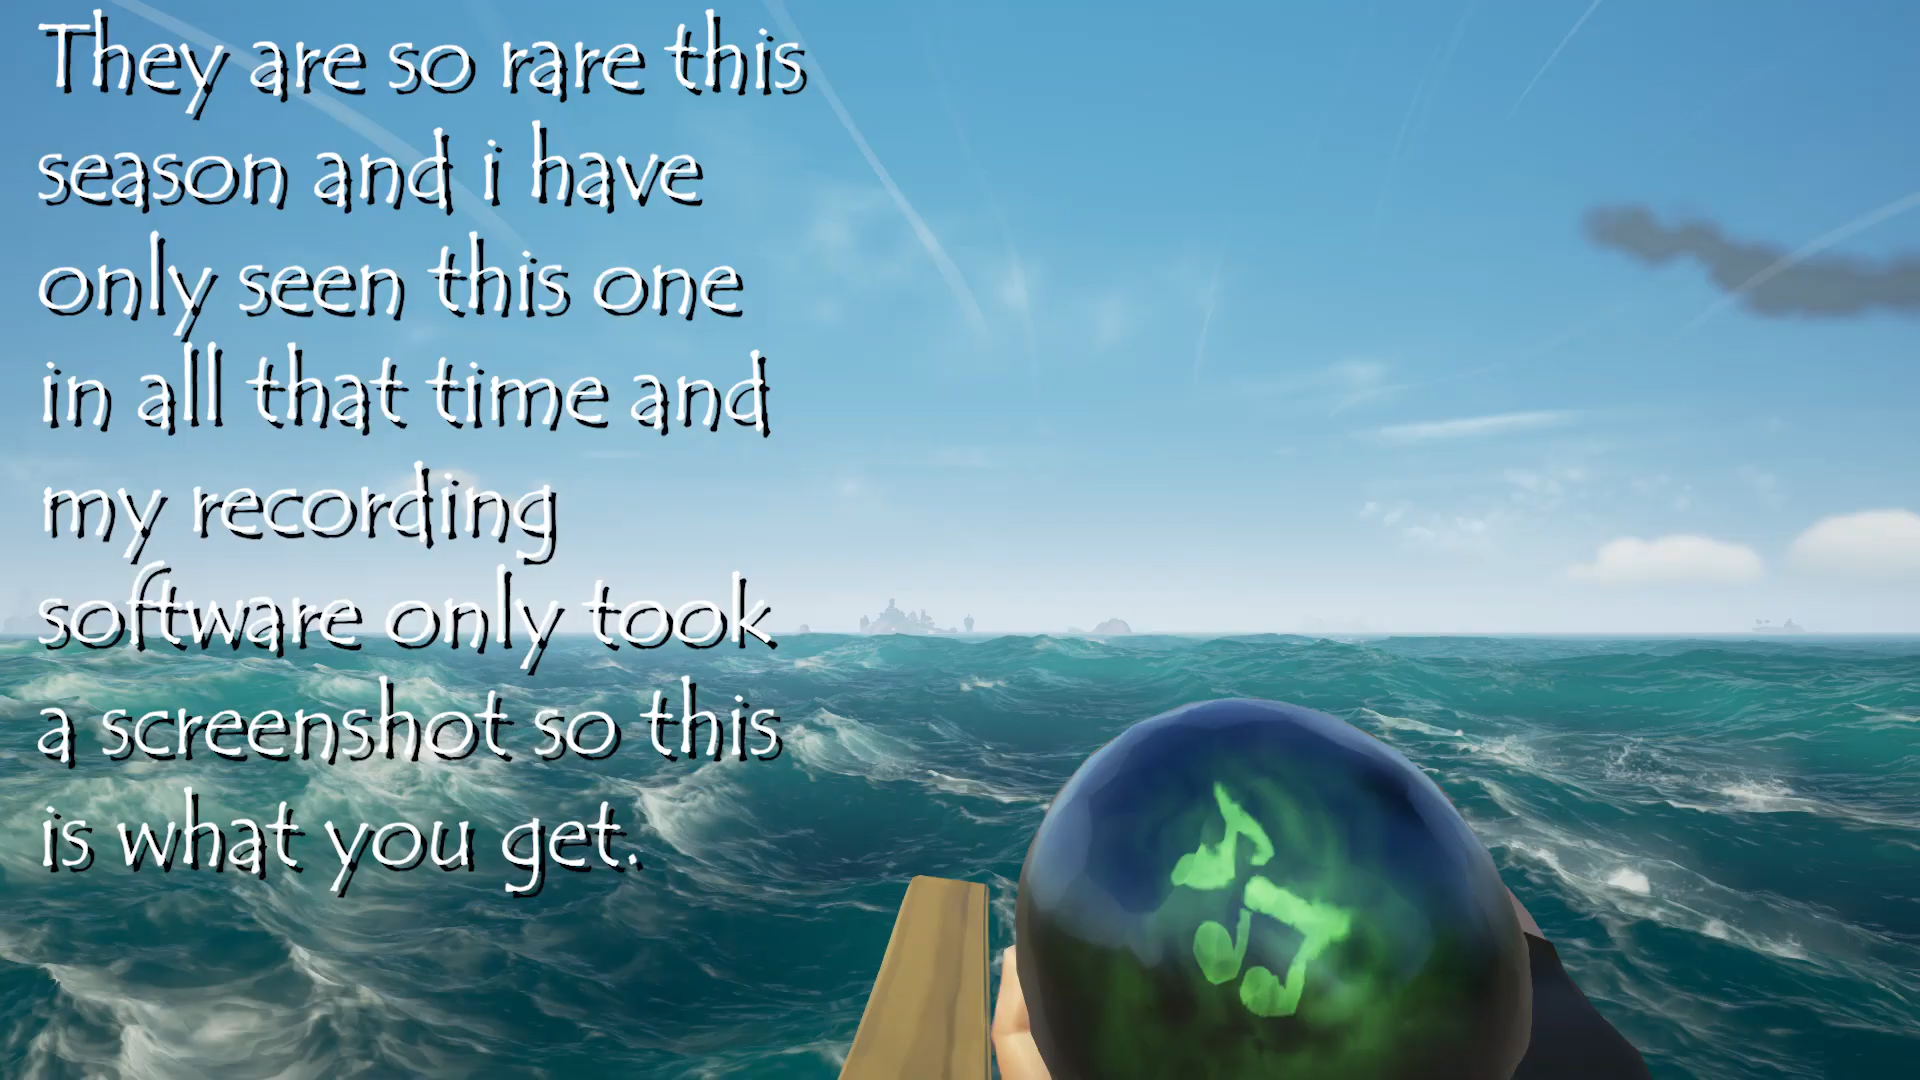 They are so rare this
season and i have
only seen this one
in all that time and
my recording
software only took
a screenshot so this
is what you get.